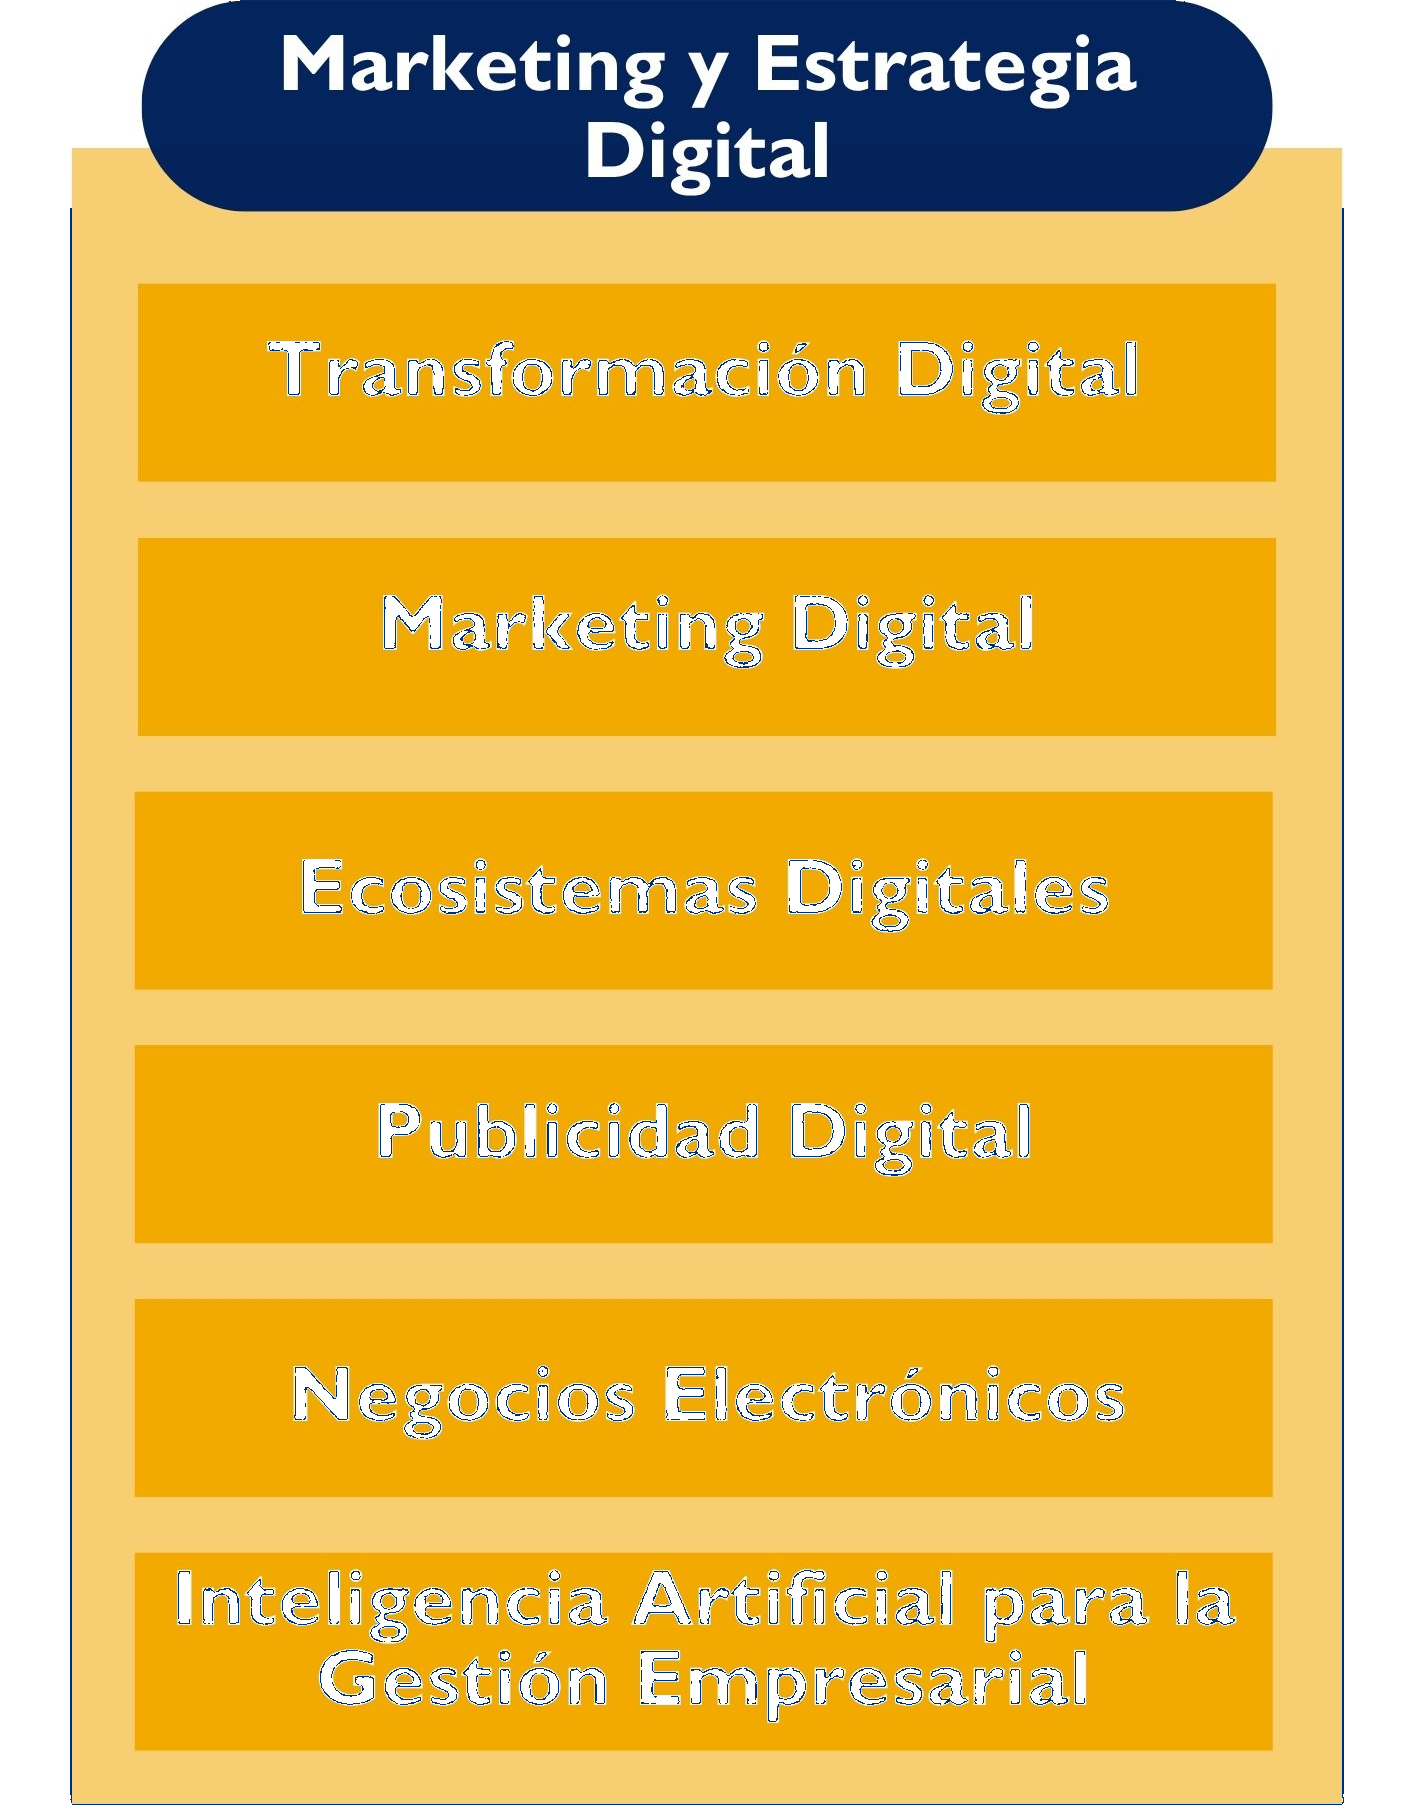 Marketing y Estrategia
Digital
Transformación Digital
Marketing Digital
Ecosistemas Digitales
Publicidad Digital
Negocios Electrónicos
Inteligencia Artificial para la
Gestión Empresarial